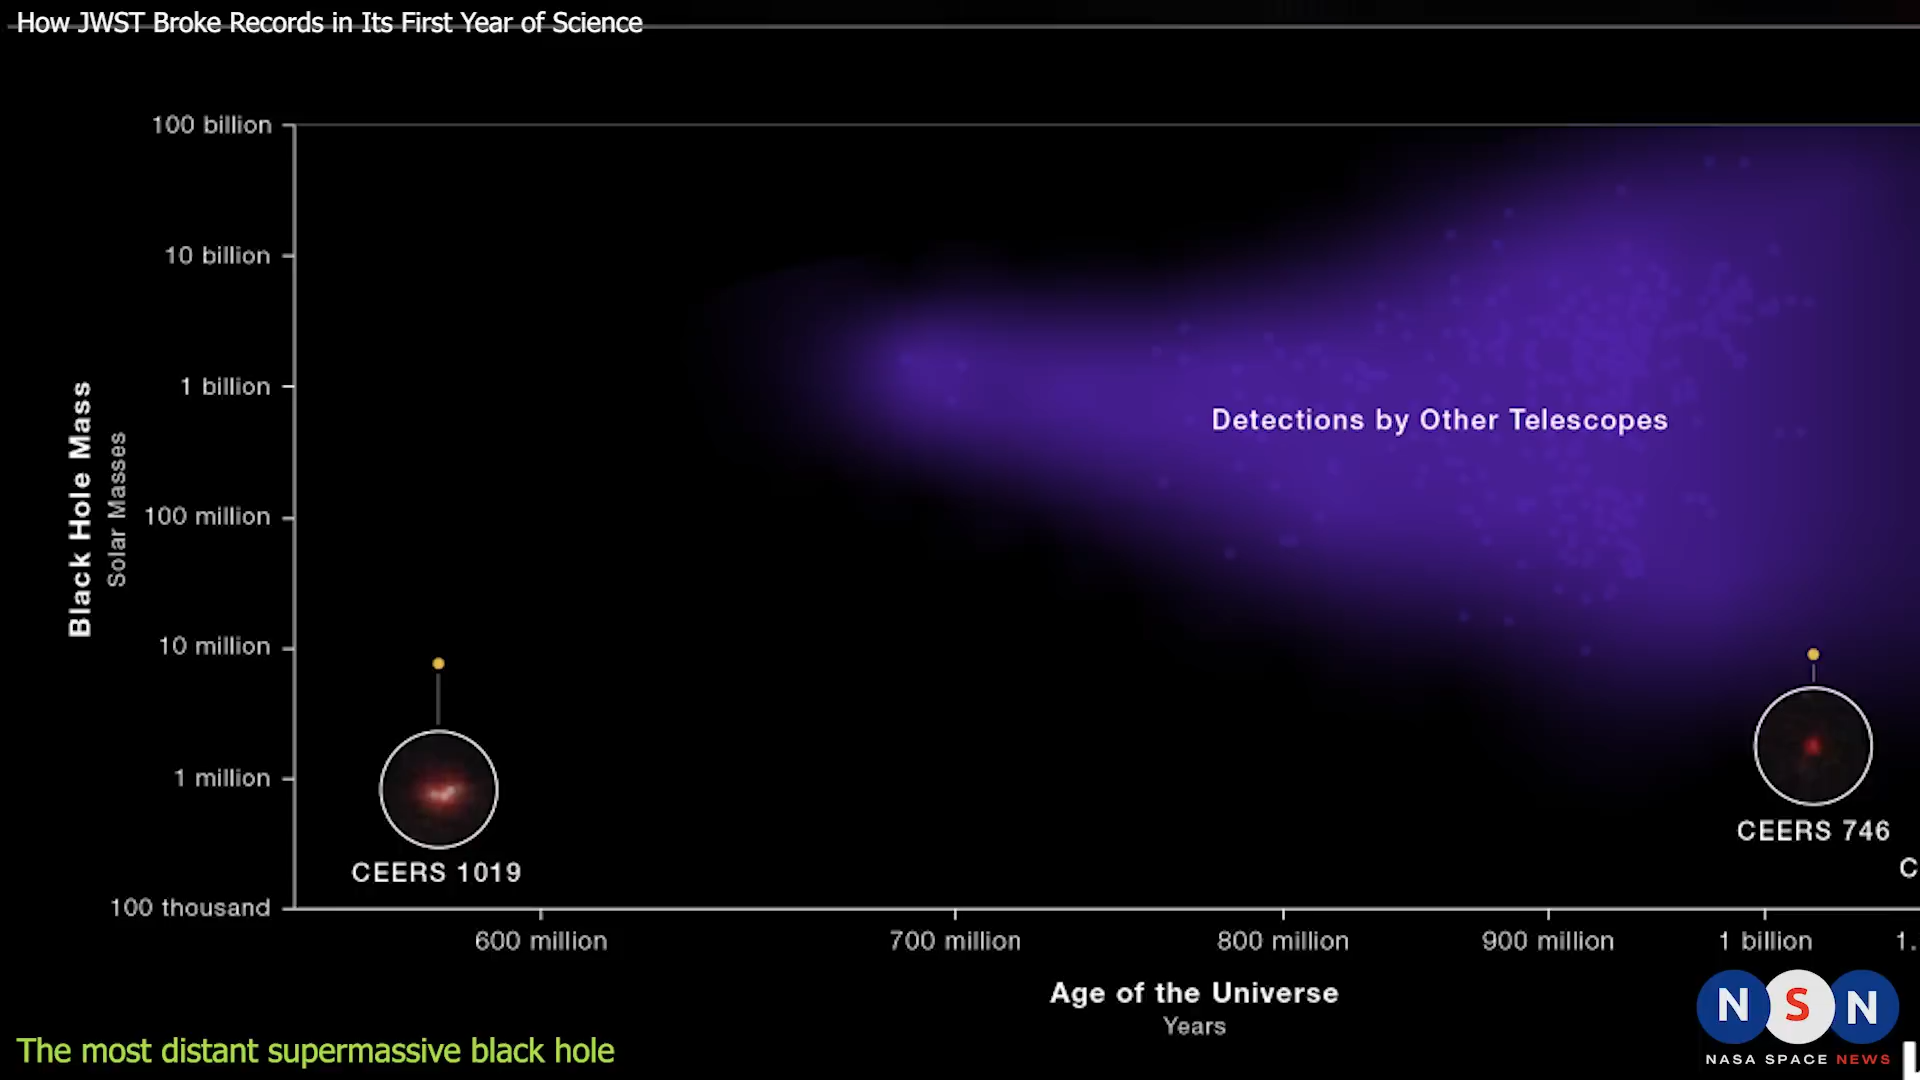 How JWST Broke Records in Its First Year of Science
100 billion
10 billion
1 billion
100 million
10 million
1 million
100 thousand
Black Hole Mass
Solar Masses
Detections by Other Telescopes
CEERS 1019
CEERS 746
C
600 million
700 million
800 million
900 million
1 billion
1.
Age of the Universe
Years
The most distant supermassive black hole
NSN
NASA SPACE NEWS